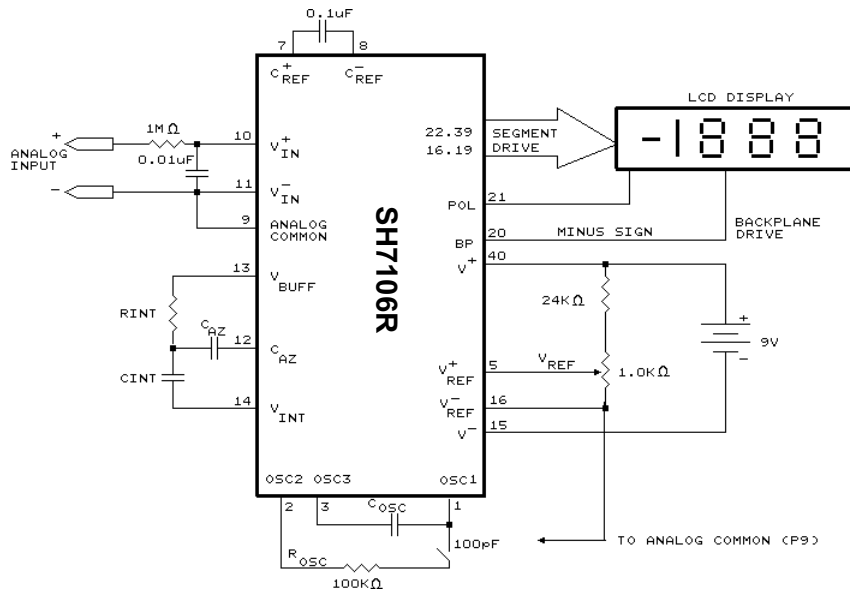 0.1uF
7
8
C+REF
C-REF
LCD DISPLAY
-1888
1MΩ
10
V+IN
22.39
16.19
SEGMENT
DRIVE
+
ANALOG
INPUT
-
0.01uF
11
V-IN
9
ANALOG
COMMON
POL
21
BP
20
MINUS SIGN
BACKPLANE
DRIVE
V+
40
SH7106R
13
VBUFF
RINT
CAZ
12
CAZ
CINT
14
VINT
24KΩ
+
9V
-
V+REF
5
VREF
1.0KΩ
V-REF
16
V-
15
OSC2
OSC3
OSC1
2
3
COSC
1
100pF
TO ANALOG COMMON (P9)
ROSC
100KΩ